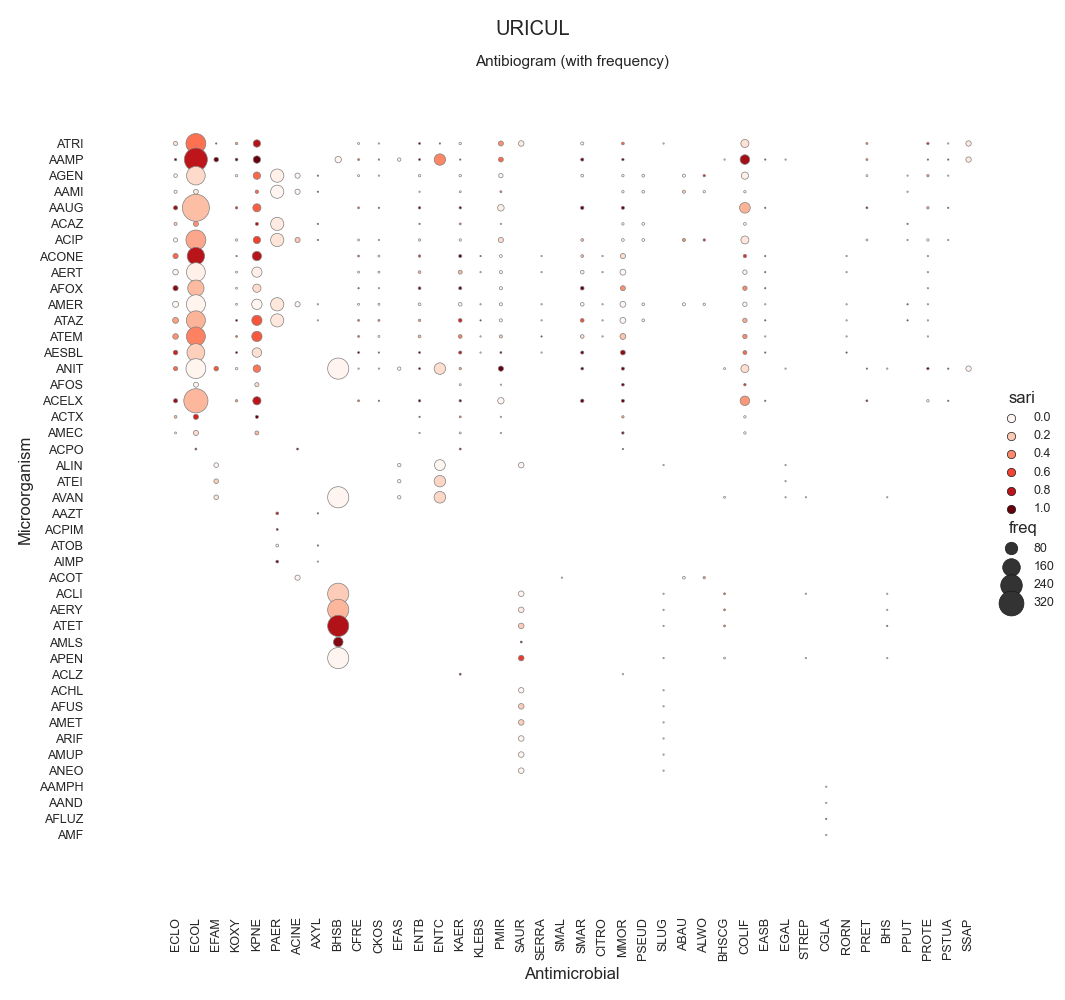 URICUL
Antibiogram (with frequency)
ATRI
AAMP
AGEN
AAMI
AAUG
ACAZ
ACIP
ACONE
AERT
AFOX
AMER
ATAZ
ATEM
AESBL
ANIT
AFOS
ACELX
ACTX
AMEC
ACPO
ALIN
ATEI
AVAN
AAZT
ACPIM
ATOB
AIMP
ACOT
ACLI
AERY
ATET
AMLS
APEN
ACLZ
ACHL
AFUS
AMET
ARIF
AMUP
ANEO
AAMPH
AAND
AFLUZ
AMF
Microorganism
sari
0.0
0.2
0.4
0.6
0.8
1.0
freq
80
160
240
320
ECLO
ECOL
EFAM
KOXY
KPNE
PAER
ACINE
AXYL
BHSB
CFRE
CKOS
EFAS
ENTB
ENTC
KAER
KLEBS
PMIR
SAUR
SERRA
SMAL
SMAR
CITRO
MMOR
PSEUD
SLUG
ABAU
ALWO
BHSCG
COLIF
EASB
EGAL
STREP
CGLA
RORN
PRET
BHS
PPUT
PROTE
PSTUA
SSAP
Antimicrobial